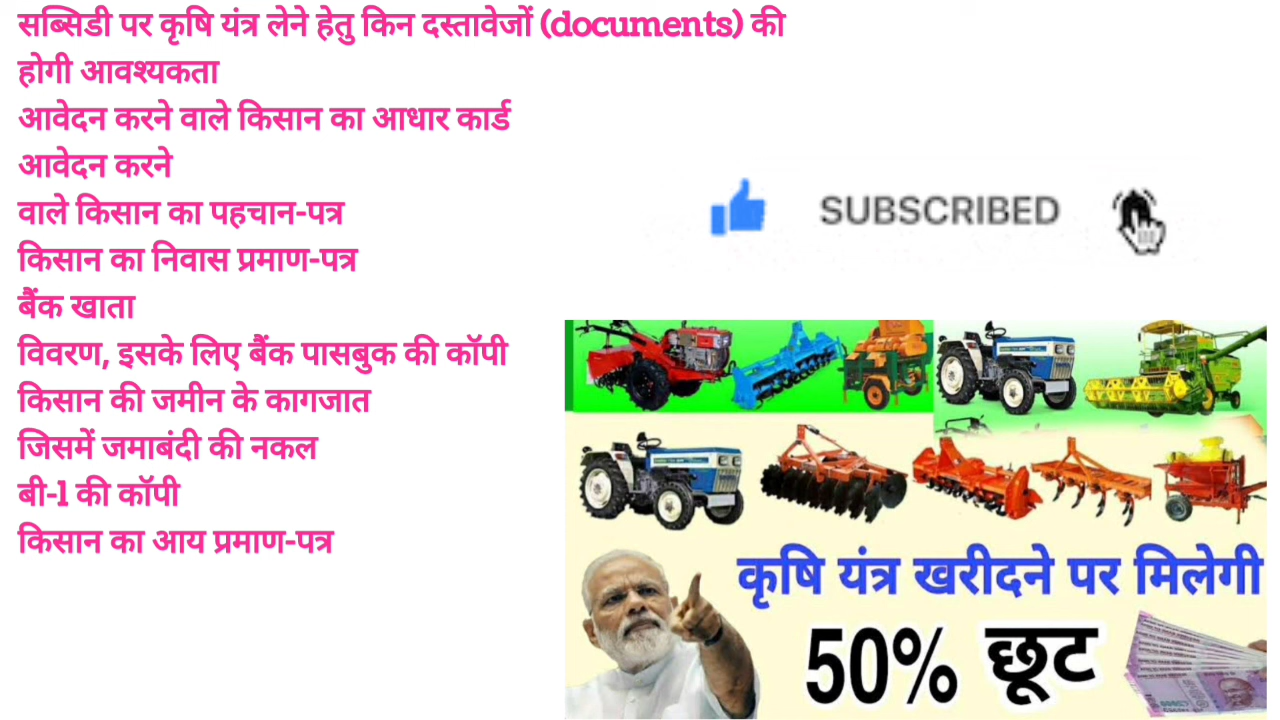 सब्सिडी पर कृषि यंत्र लेने हेतु किन दस्तावेजों (documents) की
होगी आवश्यकता
आवेदन करने वाले किसान का आधार कार्ड
आवेदन करने
वाले किसान का पहचान-पत्र
किसान का निवास प्रमाण-पत्र
बैंक खाता
विवरण, इसके लिए बैंक पासबुक की कॉपी
किसान की जमीन के कागजात
जिसमें जमाबंदी की नकल
बी-1 की कॉपी
किसान का आय प्रमाण-पत्र
SUBSCRIBED
कृषि यंत्र खरीदने पर मिलेगी
50% छूट